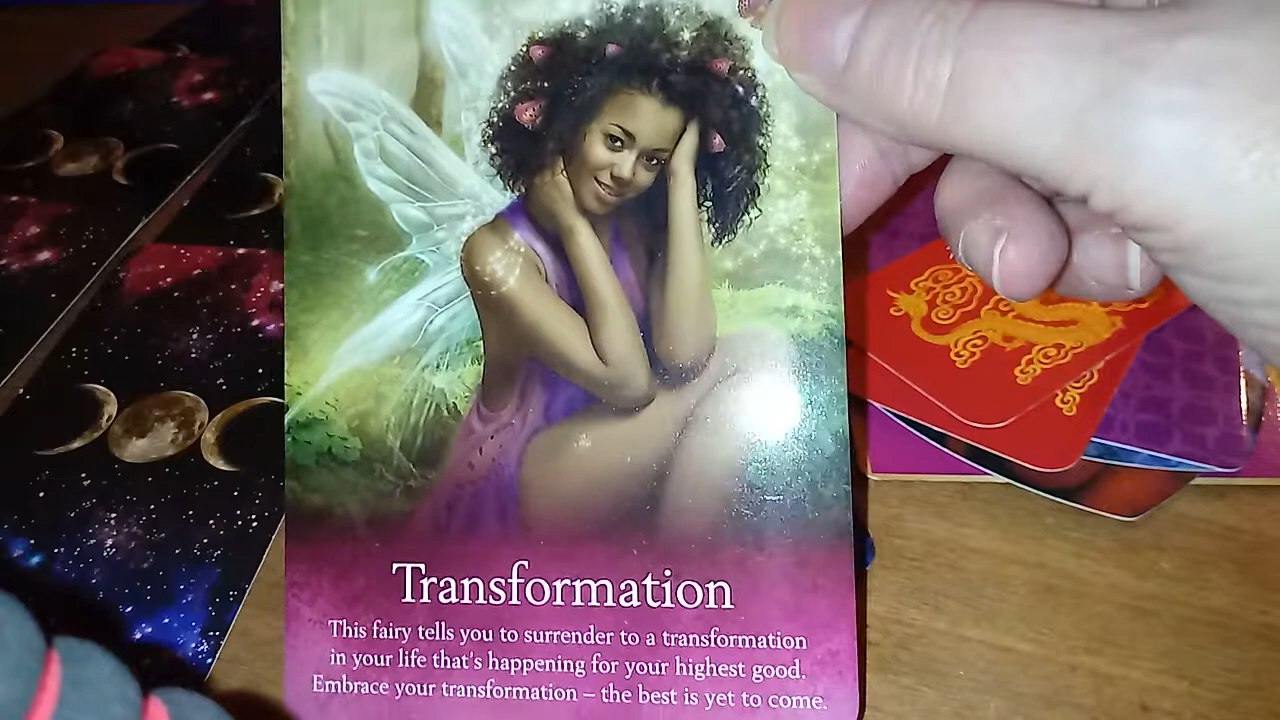 Transformation
This fairy tells you to surrender to a transformation
in your life that's happening for your highest good.
Embrace your transformation – the best is yet to come.